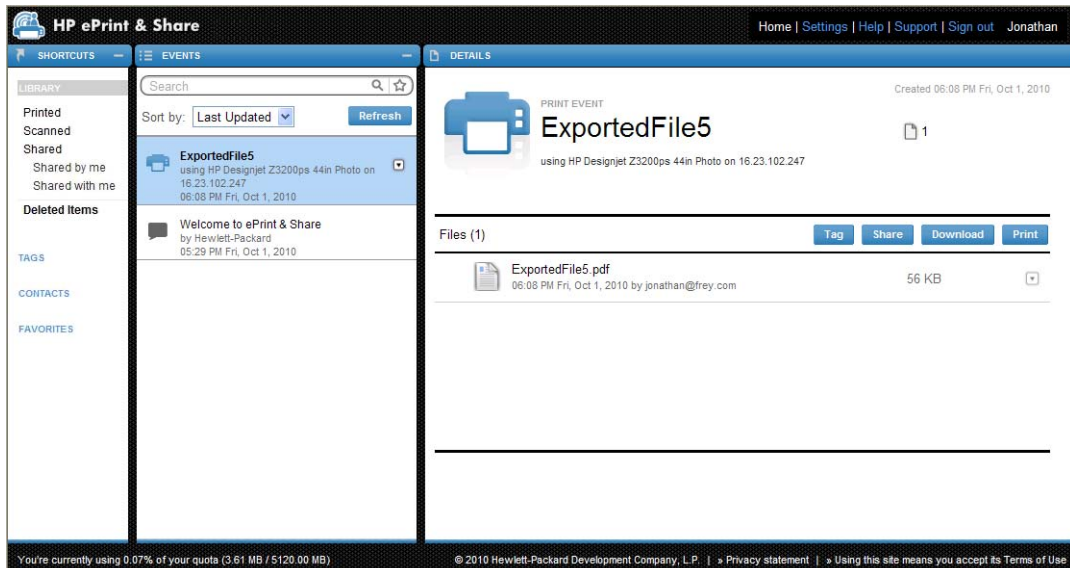 HP ePrint & Share
Home | Settings | Help | Support | Sign out Jonathan
SHORTCUTS
LIBRARY
Printed
Scanned
Shared
Shared by me
Shared with me
Deleted Items
TAGS
CONTACTS
FAVORITES
EVENTS
Search
Sort by: Last Updated Refresh
ExportedFile5
using HP Designjet Z3200ps 44in Photo on
16.23.102.247
06:08 PM Fri, Oct 1, 2010
Welcome to ePrint & Share
by Hewlett-Packard
05:29 PM Fri, Oct 1, 2010
DETAILS
Created 06:08 PM Fri, Oct 1, 2010
PRINT EVENT
ExportedFile5
1
using HP Designjet Z3200ps 44in Photo on 16.23.102.247
Files (1) Tag Share Download Print
ExportedFile5.pdf
06:08 PM Fri, Oct 1, 2010 by jonathan@frey.com
56 KB
You're currently using 0.07% of your quota (3.61 MB / 5120.00 MB)
© 2010 Hewlett-Packard Development Company, L.P. | » Privacy statement | » Using this site means you accept its Terms of Use